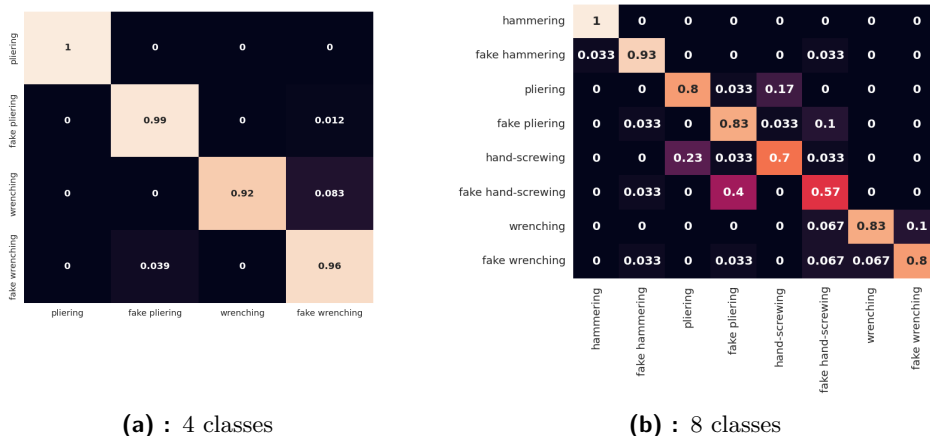 pliering 1 0 0 0
fake pliering 0 0.99 0 0.012
wrenching 0 0 0.92 0.083
fake wrenching 0 0.039 0 0.96
pliering fake pliering wrenching fake wrenching
(a) : 4 classes
hammering 1 0 0 0 0 0 0 0
fake hammering 0.033 0.93 0 0 0 0.033 0 0
pliering 0 0 0.8 0.033 0.17 0 0 0
fake pliering 0 0.033 0 0.83 0.033 0.1 0 0
hand-screwing 0 0 0.23 0.033 0.7 0.033 0 0
fake hand-screwing 0 0.033 0 0.4 0 0.57 0 0
wrenching 0 0 0 0 0 0.067 0.83 0.1
fake wrenching 0 0.033 0 0.033 0 0.067 0.067 0.8
hammering fake hammering pliering fake pliering hand-screwing fake hand-screwing wrenching fake wrenching
(b) : 8 classes